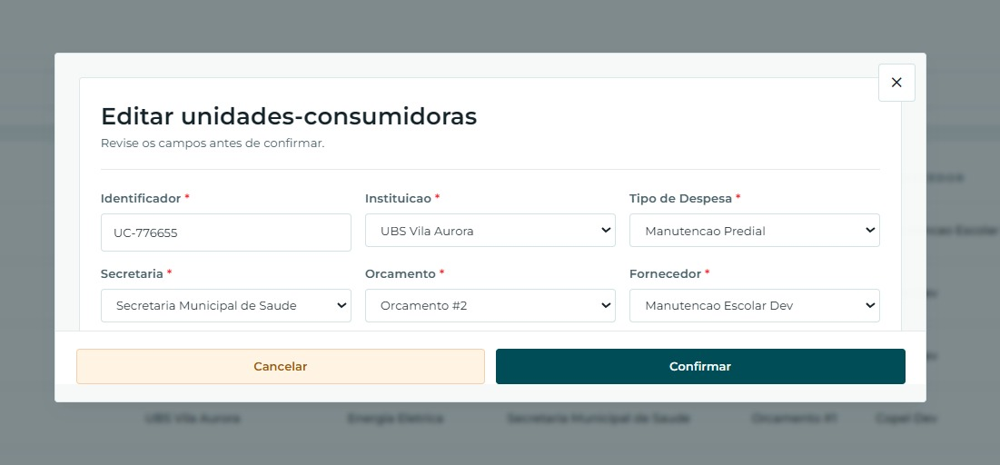 Editar unidades-consumidoras
Revise os campos antes de confirmar.
Identificador * Instituicao * Tipo de Despesa *
UC-776655 UBS Vila Aurora Manutencao Predial
Secretaria * Orcamento * Fornecedor *
Secretaria Municipal de Saude Orcamento #2 Manutencao Escolar Dev
Cancelar Confirmar
UBS Vila Aurora Energia Eletrica Secretaria Municipal de Saude Orcamento #1 Copel Dev